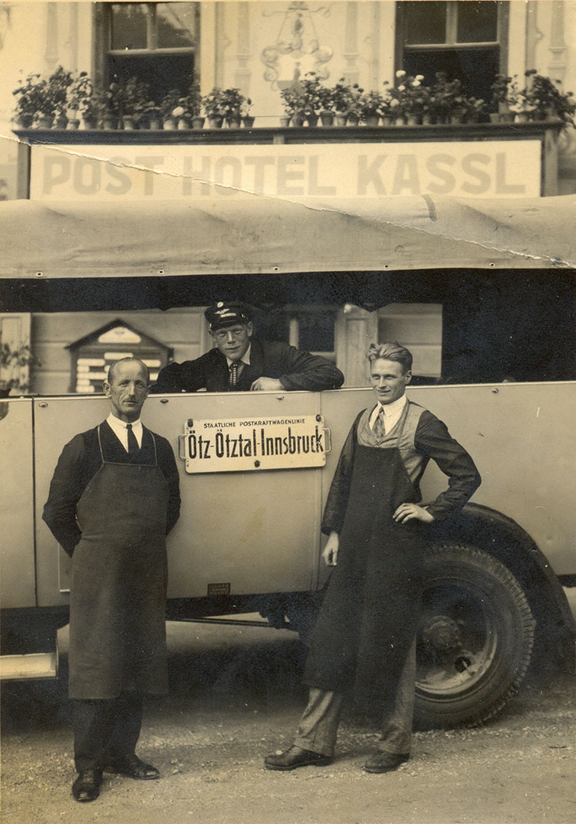 POST HOTEL KASSL
STAATLICHE POSTKRAFTWAGENLINIE
Ötz-Ötztal-Innsbruck